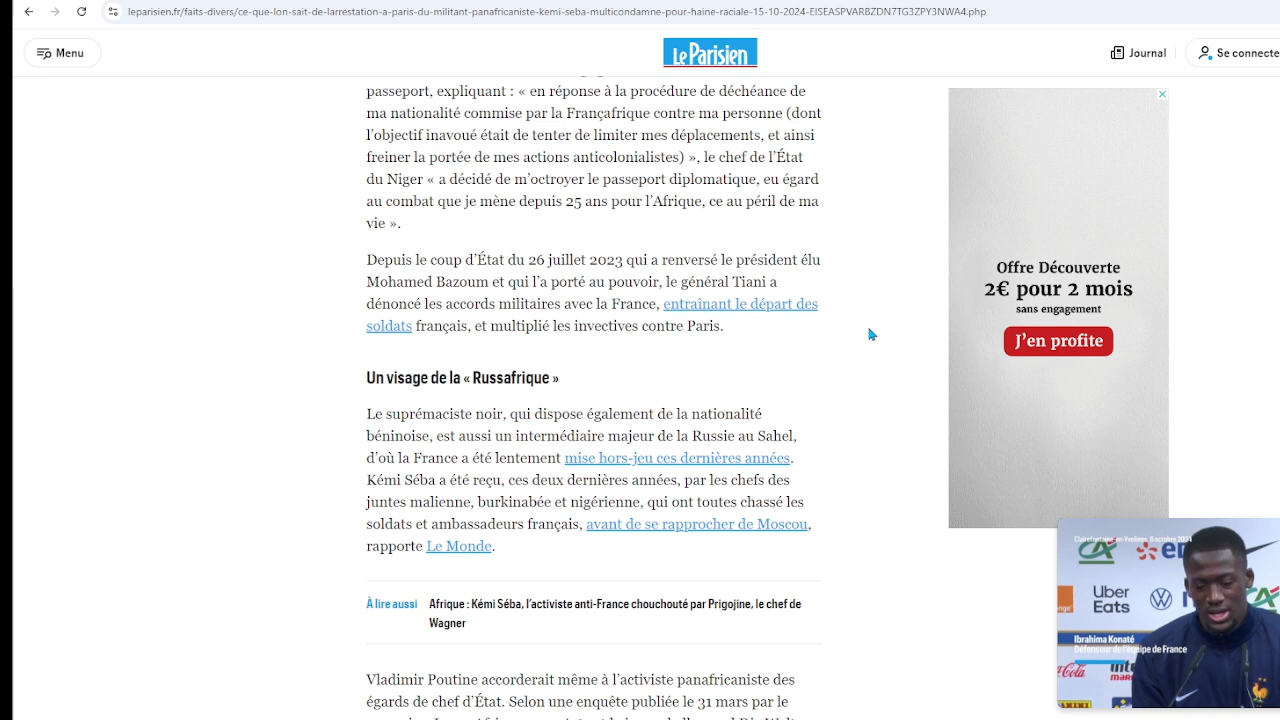 leparisien.fr/faits-divers/ce-que-lon-sait-de-larrestation-a-paris-du-militant-panafricaniste-kemi-seba-multicondamne-pour-haine-raciale-15-10-2024-EISEASPVARBZDN7TG3ZPY3NWA4.php
Menu
Le Parisien
Journal
Se connecte
passeport, expliquant : « en réponse à la procédure de déchéance de
ma nationalité commise par la Françafrique contre ma personne (dont
l’objectif inavoué était de tenter de limiter mes déplacements, et ainsi
freiner la portée de mes actions anticolonialistes) », le chef de l’État
du Niger « a décidé de m’octroyer le passeport diplomatique, eu égard
au combat que je mène depuis 25 ans pour l’Afrique, ce au péril de ma
vie ».
Depuis le coup d’État du 26 juillet 2023 qui a renversé le président élu
Mohamed Bazoum et qui l’a porté au pouvoir, le général Tiani a
dénoncé les accords militaires avec la France, entraînant le départ des
soldats français, et multiplié les invectives contre Paris.
Un visage de la « Russafrique »
Le suprémaciste noir, qui dispose également de la nationalité
béninoise, est aussi un intermédiaire majeur de la Russie au Sahel,
d’où la France a été lentement mise hors-jeu ces dernières années.
Kémi Séba a été reçu, ces deux dernières années, par les chefs des
juntes malienne, burkinabée et nigérienne, qui ont toutes chassé les
soldats et ambassadeurs français, avant de se rapprocher de Moscou,
rapporte Le Monde.
À lire aussi
Afrique : Kémi Séba, l’activiste anti-France chouchouté par Prigojine, le chef de
Wagner
Vladimir Poutine accorderait même à l’activiste panafricaniste des
égards de chef d’État. Selon une enquête publiée le 31 mars par le
Offre Découverte
2€ pour 2 mois
sans engagement
J’en profite
Clairefontaine-en-Yvelines, 8 octobre 2024
CA
Uber
Eats
Ibrahima Konaté
Défenseur de l’équipe de France
Coca
PANINI